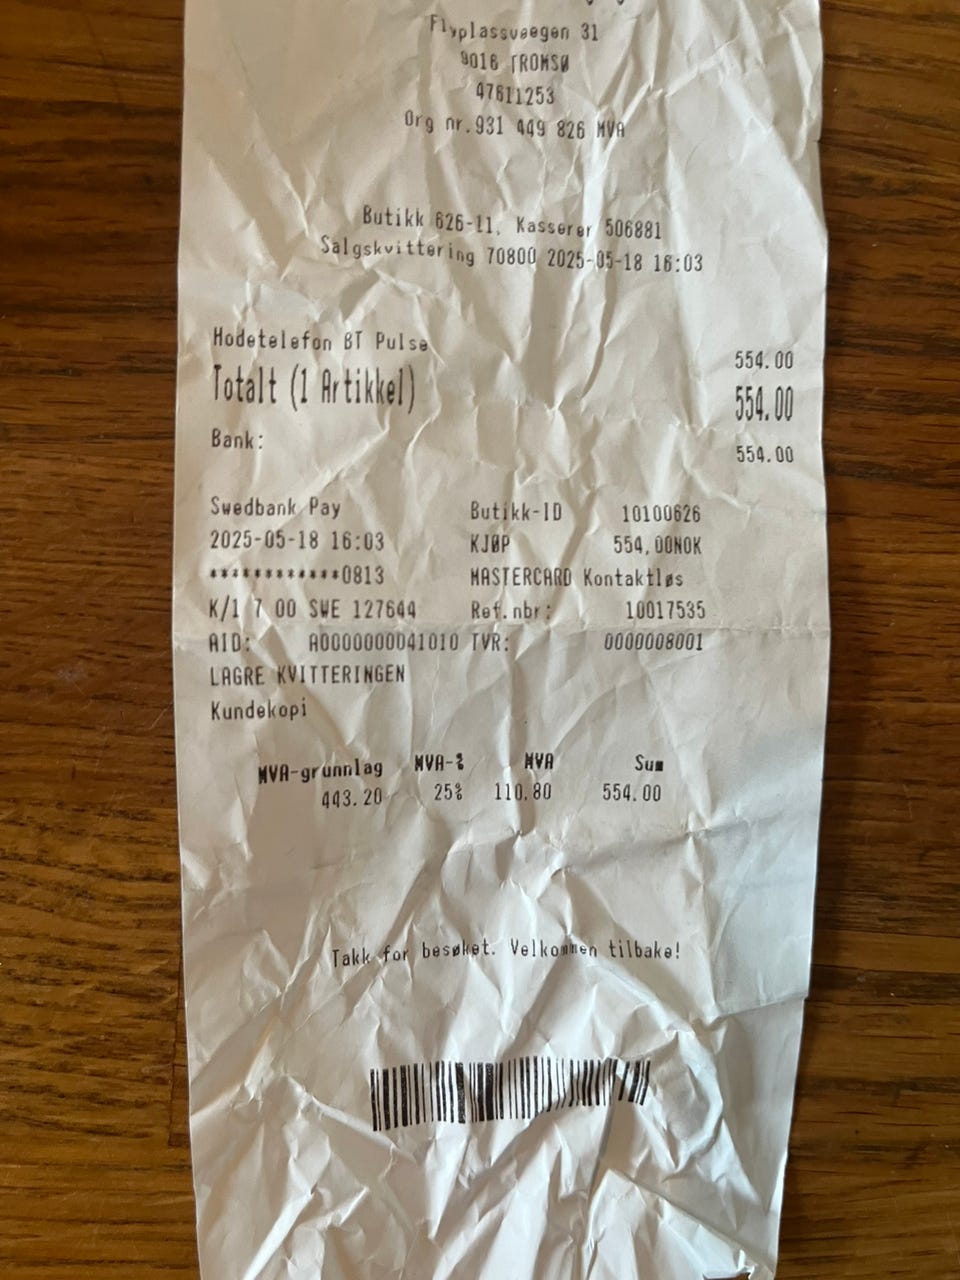 Flyplassveegen 31
9016 TROMSØ
47611253
Org nr.931 449 826 MVA
Butikk 626-11, Kasserer 506881
Salgskvittering 70800 2025-05-18 16:03
Hodetelefon BT Pulse 554.00
Totalt (1 Artikkel) 554.00
Bank: 554.00
Swedbank Pay Butikk-ID 10100626
2025-05-18 16:03 KJØP 554,00NOK
************0813 MASTERCARD Kontaktløs
K/1 7 00 SWE 127644 Ref.nbr: 10017535
AID: A0000000041010 TVR: 0000008001
LAGRE KVITTERINGEN
Kundekopi
MVA-grunnlag MVA-% MVA Sum
443.20 25% 110.80 554.00
Takk for besøket. Velkommen tilbake!